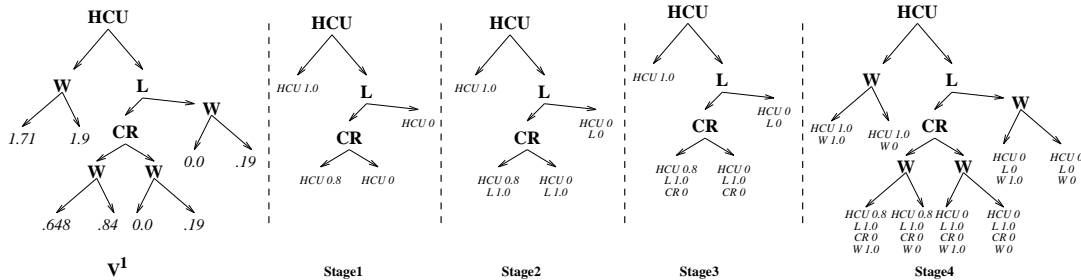 HCU
W
L
1.71
1.9
CR
W
0.0
.19
W
W
.648
.84
0.0
.19
V1
HCU
HCU 1.0
L
CR
HCU 0
HCU 0.8
HCU 0
Stage1
HCU
HCU 1.0
L
CR
HCU 0
L 0
HCU 0.8
L 1.0
HCU 0
L 1.0
Stage2
HCU
HCU 1.0
L
CR
HCU 0
L 0
HCU 0.8
L 1.0
CR 0
HCU 0
L 1.0
CR 0
Stage3
HCU
W
L
HCU 1.0
W 1.0
HCU 1.0
W 0
CR
W
HCU 0
L 0
W 1.0
HCU 0
L 0
W 0
W
W
HCU 0.8
L 1.0
CR 0
W 1.0
HCU 0.8
L 1.0
CR 0
W 0
HCU 0
L 1.0
CR 0
W 1.0
HCU 0
L 1.0
CR 0
W 0
Stage4